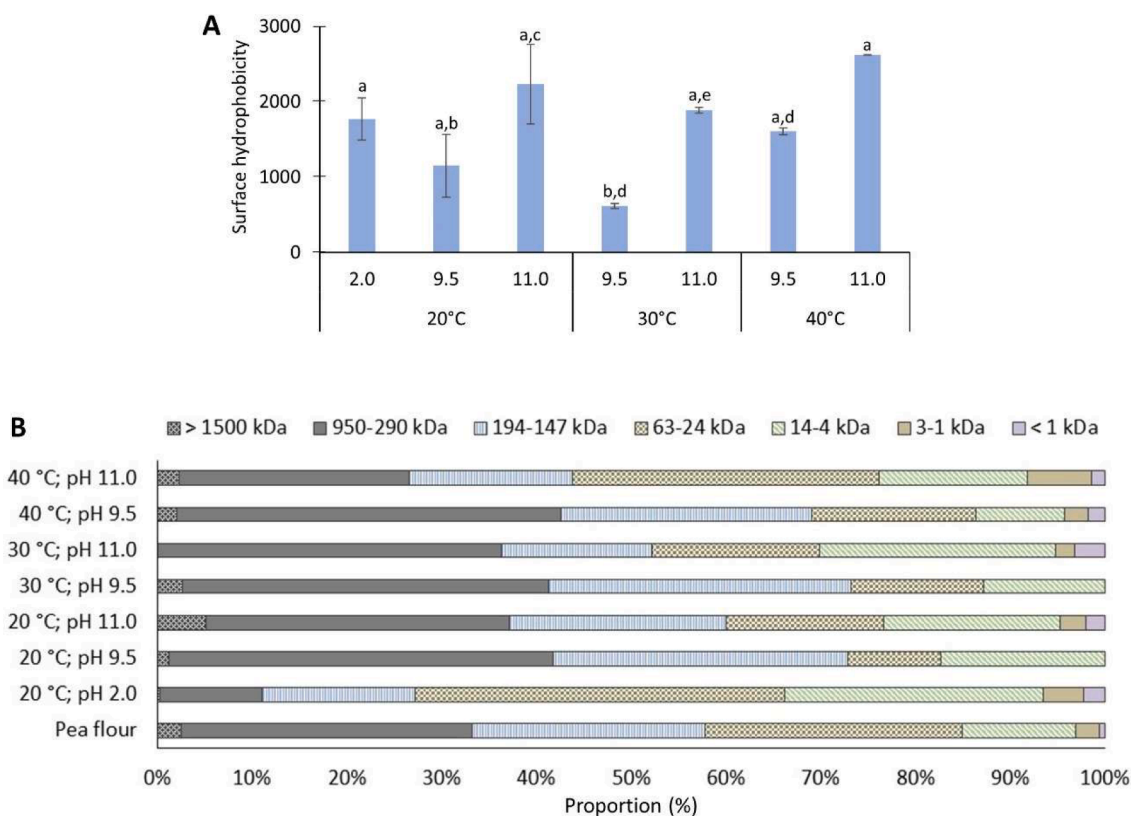 A
Surface hydrophobicity
3000
2000
1000
0
a
a,b
a,c
b,d
a,e
a,d
a
2.0 9.5 11.0 9.5 11.0 9.5 11.0
20°C 30°C 40°C
B
> 1500 kDa 950-290 kDa 194-147 kDa 63-24 kDa 14-4 kDa 3-1 kDa < 1 kDa
40 °C; pH 11.0
40 °C; pH 9.5
30 °C; pH 11.0
30 °C; pH 9.5
20 °C; pH 11.0
20 °C; pH 9.5
20 °C; pH 2.0
Pea flour
0% 10% 20% 30% 40% 50% 60% 70% 80% 90% 100%
Proportion (%)